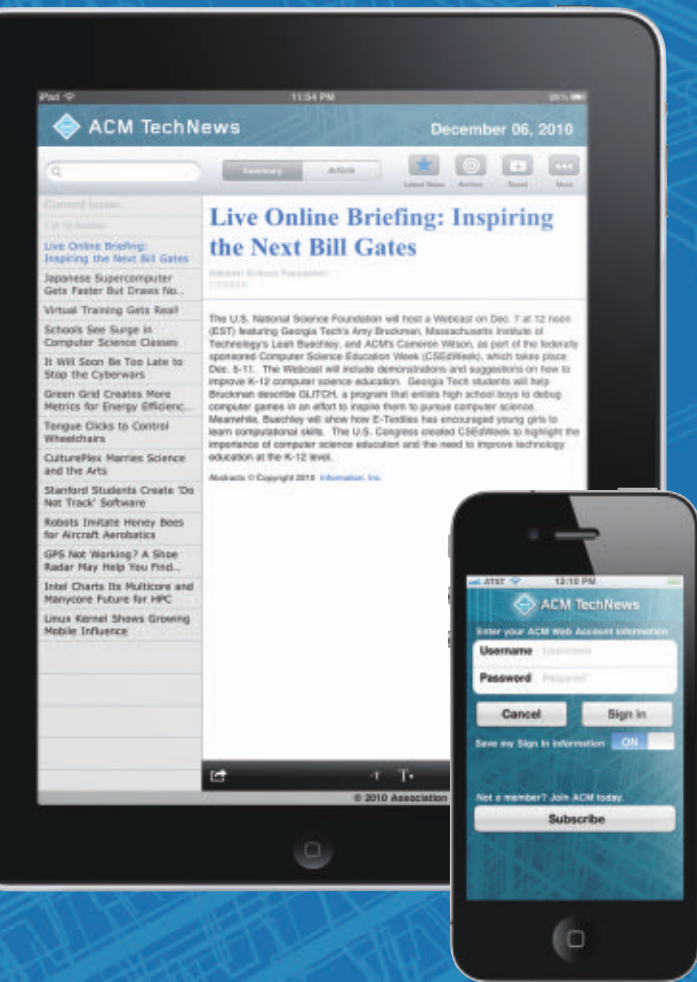 iPad
11:54 PM
ACM TechNews
December 06, 2010
Summary
Article
Latest News
Archive
Saved
More
Current Issue
Live Online Briefing:
Inspiring the Next Bill Gates
Japanese Supercomputer
Gets Faster But Draws No...
Virtual Training Gets Real!
Schools See Surge in
Computer Science Classes
It Will Soon Be Too Late to
Stop the Cyberwars
Green Grid Creates More
Metrics for Energy Efficienc...
Tongue Clicks to Control
Wheelchairs
CulturePlex Marries Science
and the Arts
Stanford Students Create 'Do
Not Track' Software
Robots Imitate Honey Bees
for Aircraft Aerobatics
GPS Not Working? A Shoe
Radar May Help You Find...
Intel Charts Its Multicore and
Manycore Future for HPC
Linux Kernel Shows Growing
Mobile Influence
Live Online Briefing: Inspiring
the Next Bill Gates
National Science Foundation
The U.S. National Science Foundation will host a Webcast on Dec. 7 at 12 noon
(EST) featuring Georgia Tech's Amy Bruckman, Massachusetts Institute of
Technology's Leah Buechley, and ACM's Cameron Wilson, as part of the federally
sponsored Computer Science Education Week (CSEdWeek), which takes place
Dec. 5-11. The Webcast will include demonstrations and suggestions on how to
improve K-12 computer science education. Georgia Tech students will help
Bruckman describe GLITCH, a program that enlists high school boys to debug
computer games in an effort to inspire them to pursue computer science.
Meanwhile, Buechley will show how E-Textiles has encouraged young girls to
learn computational skills. The U.S. Congress created CSEdWeek to highlight the
importance of computer science education and the need to improve technology
education at the K-12 level.
Abstracts © Copyright 2010 Information, Inc.
-T T+
© 2010 Association
AT&T
12:10 PM
ACM TechNews
Enter your ACM Web Account information
Username Username
Password Required
Cancel
Sign in
Save my Sign In information ON
Not a member? Join ACM today.
Subscribe